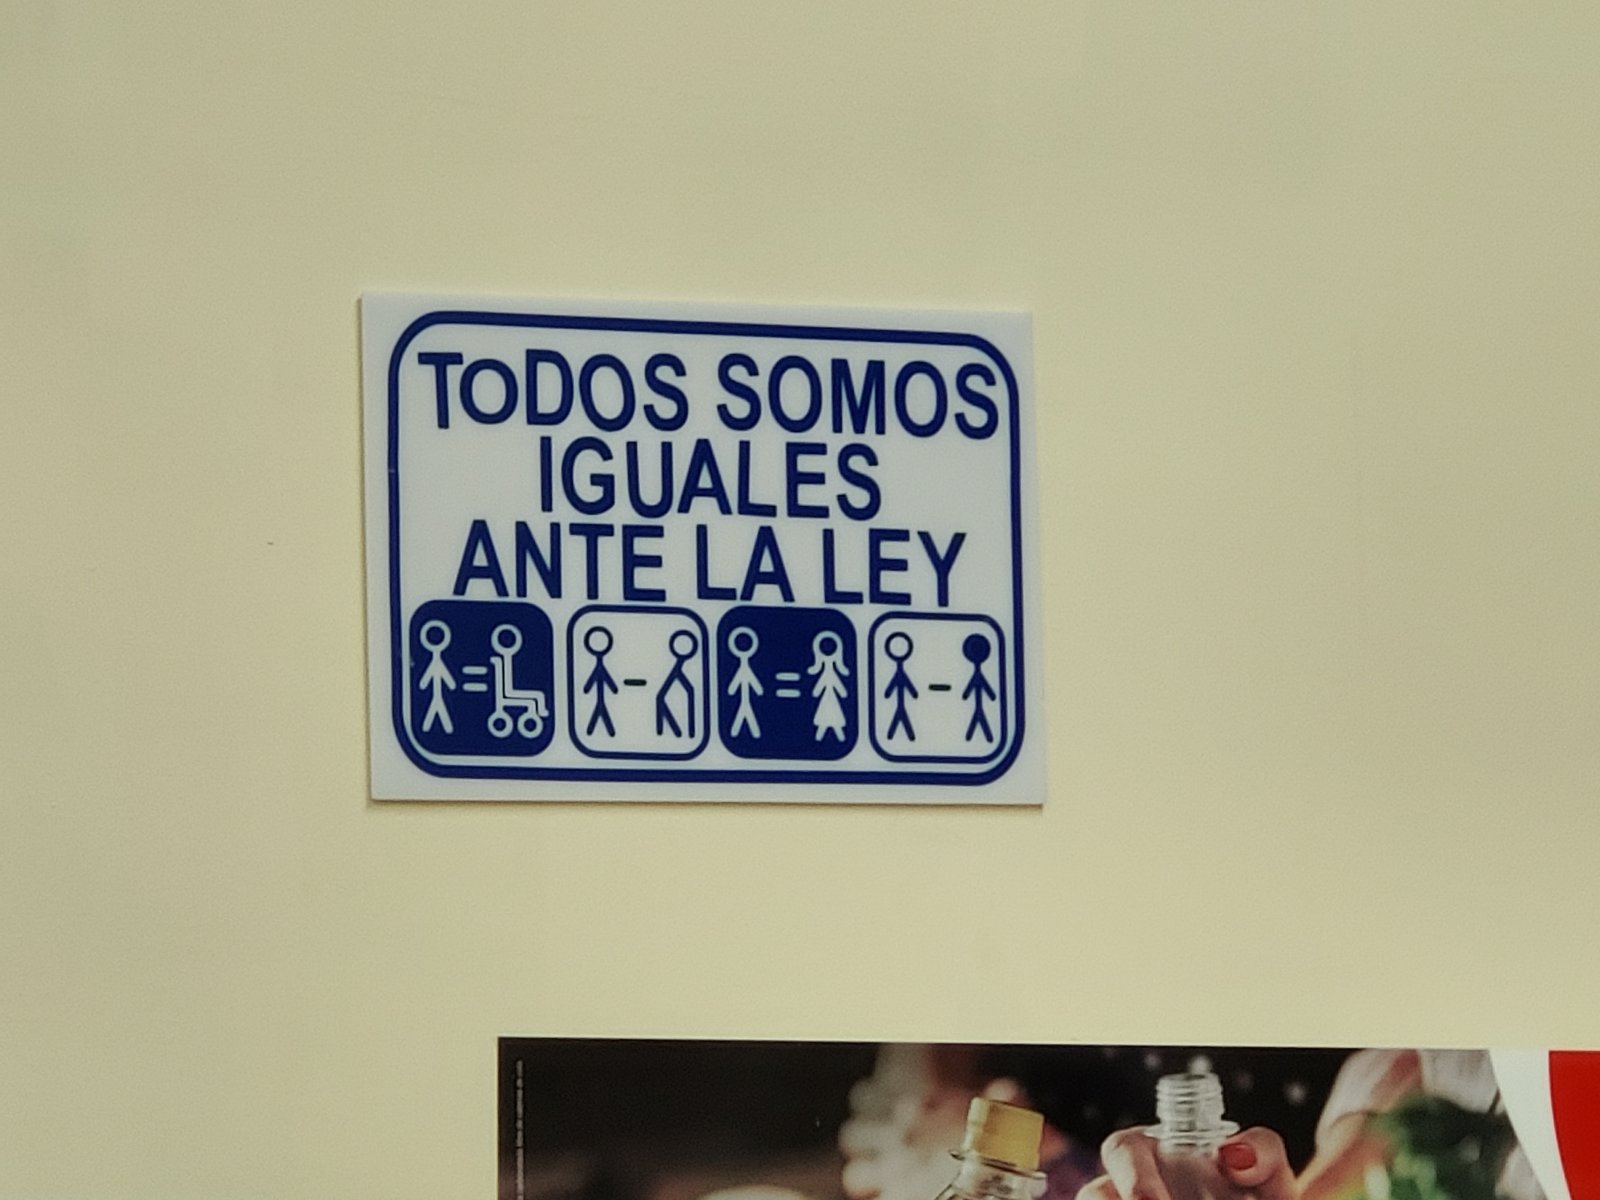 ToDOS SOMOS
IGUALES
ANTE LA LEY
= - = -